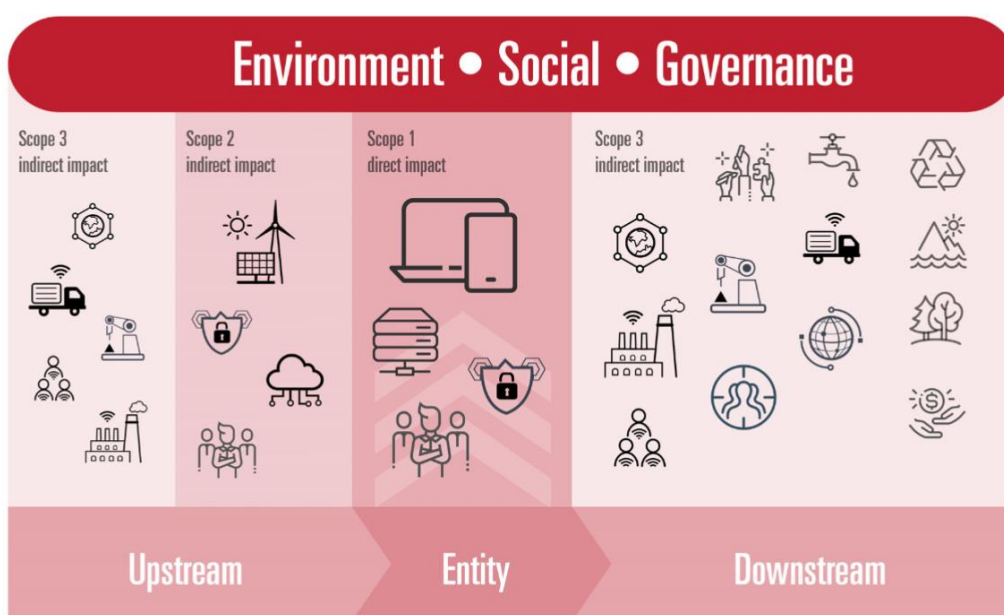 Environment • Social • Governance
Scope 3
indirect impact
Scope 2
indirect impact
Scope 1
direct impact
Scope 3
indirect impact
Upstream
Entity
Downstream